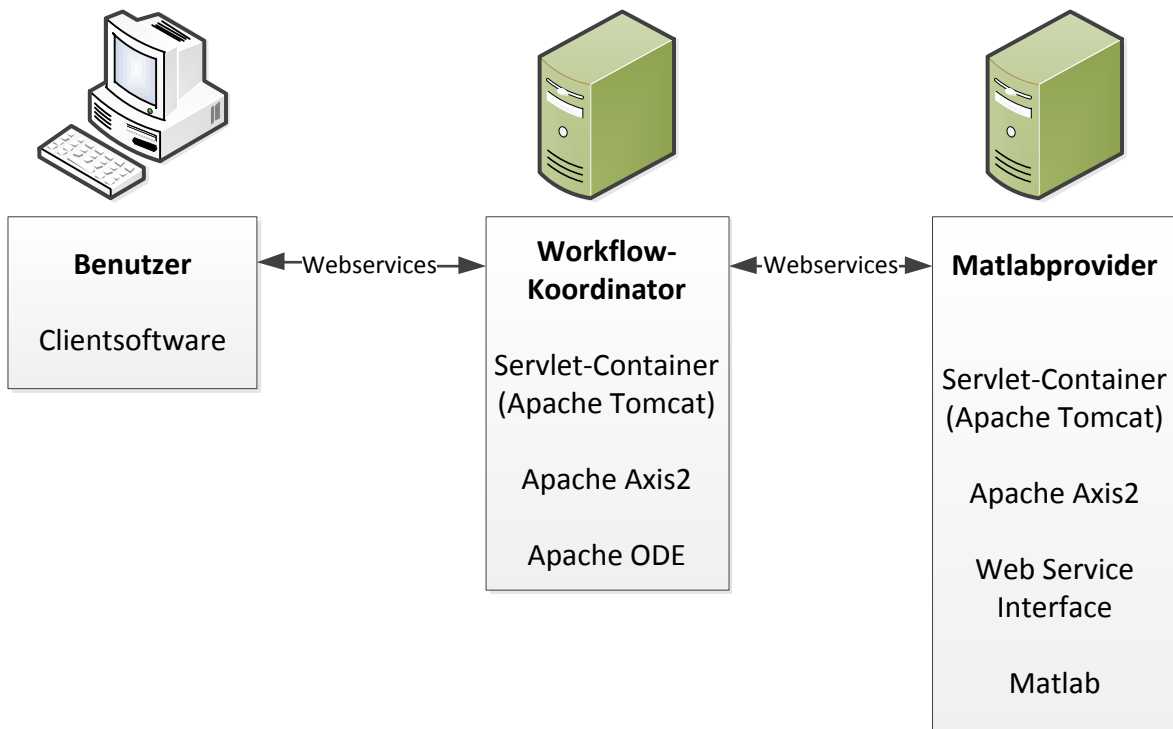 Benutzer
Clientsoftware
Webservices
Workflow-
Koordinator
Servlet-Container
(Apache Tomcat)
Apache Axis2
Apache ODE
Webservices
Matlabprovider
Servlet-Container
(Apache Tomcat)
Apache Axis2
Web Service
Interface
Matlab